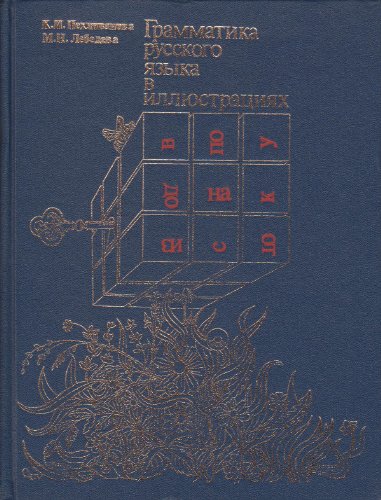 К.И. Пехливанова
М.Н. Лебедева
Грамматика
русского
языка
в
иллюстрациях
в по у
до на к
из с от